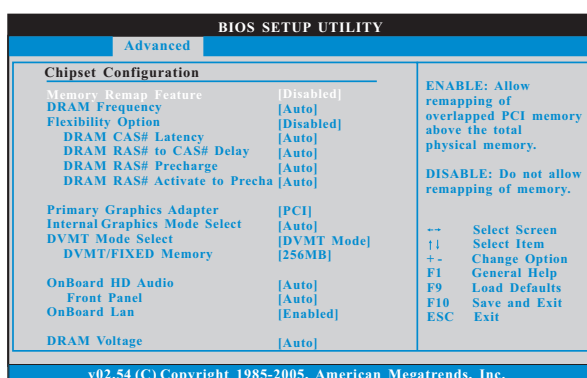 BIOS SETUP UTILITY
Advanced
Chipset Configuration
Memory Remap Feature [Disabled]
DRAM Frequency [Auto]
Flexibility Option [Disabled]
DRAM CAS# Latency [Auto]
DRAM RAS# to CAS# Delay [Auto]
DRAM RAS# Precharge [Auto]
DRAM RAS# Activate to Precha [Auto]
Primary Graphics Adapter [PCI]
Internal Graphics Mode Select [Auto]
DVMT Mode Select [DVMT Mode]
DVMT/FIXED Memory [256MB]
OnBoard HD Audio [Auto]
Front Panel [Auto]
OnBoard Lan [Enabled]
DRAM Voltage [Auto]
ENABLE: Allow
remapping of
overlapped PCI memory
above the total
physical memory.
DISABLE: Do not allow
remapping of memory.
↔ Select Screen
↑↓ Select Item
+ - Change Option
F1 General Help
F9 Load Defaults
F10 Save and Exit
ESC Exit
v02.54 (C) Copyright 1985-2005, American Megatrends, Inc.